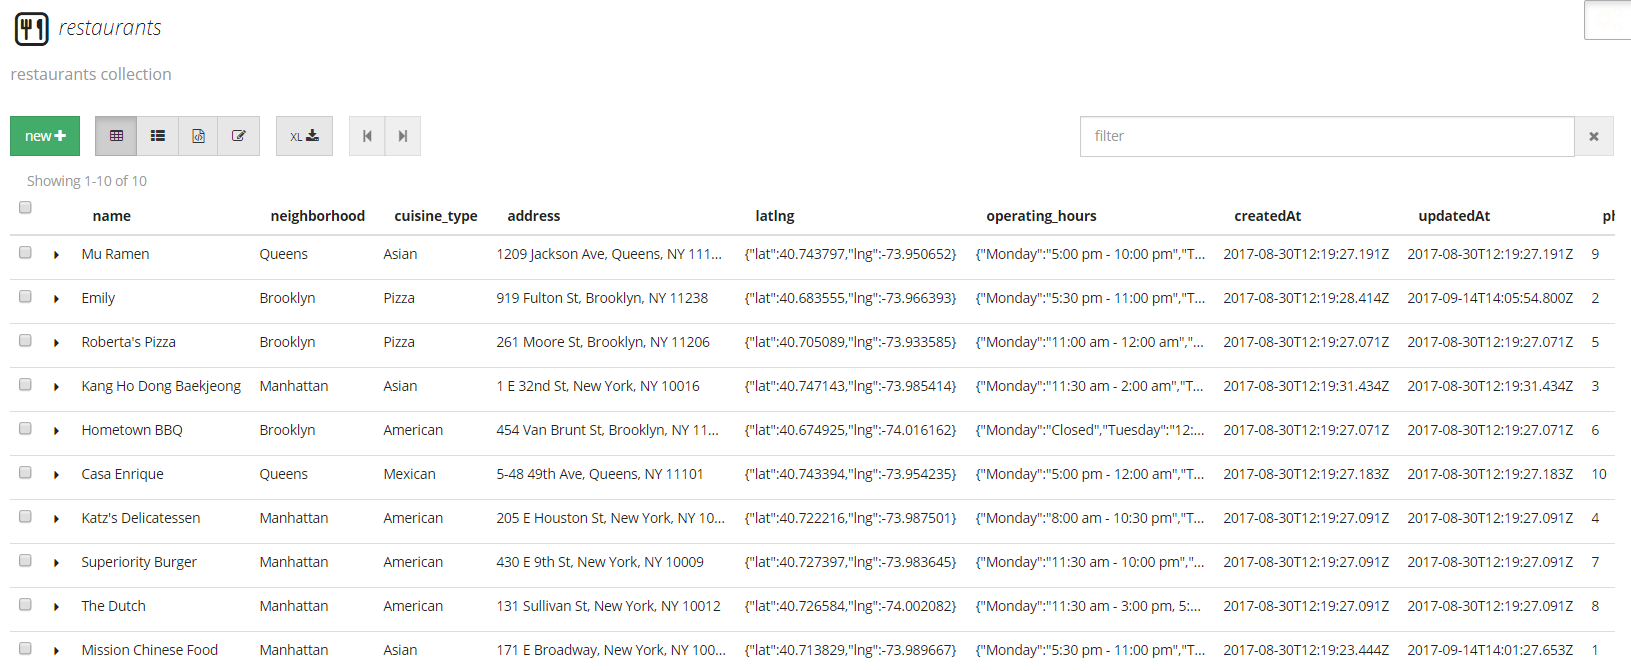 restaurants
restaurants collection
new
XL
filter
Showing 1-10 of 10
name neighborhood cuisine_type address latlng operating_hours createdAt updatedAt ph
Mu Ramen Queens Asian 1209 Jackson Ave, Queens, NY 111... {"lat":40.743797,"lng":-73.950652} {"Monday":"5:00 pm - 10:00 pm","T... 2017-08-30T12:19:27.191Z 2017-08-30T12:19:27.191Z 9
Emily Brooklyn Pizza 919 Fulton St, Brooklyn, NY 11238 {"lat":40.683555,"lng":-73.966393} {"Monday":"5:30 pm - 11:00 pm","T... 2017-08-30T12:19:28.414Z 2017-09-14T14:05:54.800Z 2
Roberta's Pizza Brooklyn Pizza 261 Moore St, Brooklyn, NY 11206 {"lat":40.705089,"lng":-73.933585} {"Monday":"11:00 am - 12:00 am","... 2017-08-30T12:19:27.071Z 2017-08-30T12:19:27.071Z 5
Kang Ho Dong Baekjeong Manhattan Asian 1 E 32nd St, New York, NY 10016 {"lat":40.747143,"lng":-73.985414} {"Monday":"11:30 am - 2:00 am","T... 2017-08-30T12:19:31.434Z 2017-08-30T12:19:31.434Z 3
Hometown BBQ Brooklyn American 454 Van Brunt St, Brooklyn, NY 11... {"lat":40.674925,"lng":-74.016162} {"Monday":"Closed","Tuesday":"12:... 2017-08-30T12:19:27.071Z 2017-08-30T12:19:27.071Z 6
Casa Enrique Queens Mexican 5-48 49th Ave, Queens, NY 11101 {"lat":40.743394,"lng":-73.954235} {"Monday":"5:00 pm - 12:00 am","T... 2017-08-30T12:19:27.183Z 2017-08-30T12:19:27.183Z 10
Katz's Delicatessen Manhattan American 205 E Houston St, New York, NY 10... {"lat":40.722216,"lng":-73.987501} {"Monday":"8:00 am - 10:30 pm","T... 2017-08-30T12:19:27.091Z 2017-08-30T12:19:27.091Z 4
Superiority Burger Manhattan American 430 E 9th St, New York, NY 10009 {"lat":40.727397,"lng":-73.983645} {"Monday":"11:30 am - 10:00 pm","... 2017-08-30T12:19:27.091Z 2017-08-30T12:19:27.091Z 7
The Dutch Manhattan American 131 Sullivan St, New York, NY 10012 {"lat":40.726584,"lng":-74.002082} {"Monday":"11:30 am - 3:00 pm, 5:... 2017-08-30T12:19:27.091Z 2017-08-30T12:19:27.091Z 8
Mission Chinese Food Manhattan Asian 171 E Broadway, New York, NY 100... {"lat":40.713829,"lng":-73.989667} {"Monday":"5:30 pm - 11:00 pm","T... 2017-08-30T12:19:23.444Z 2017-09-14T14:01:27.653Z 1